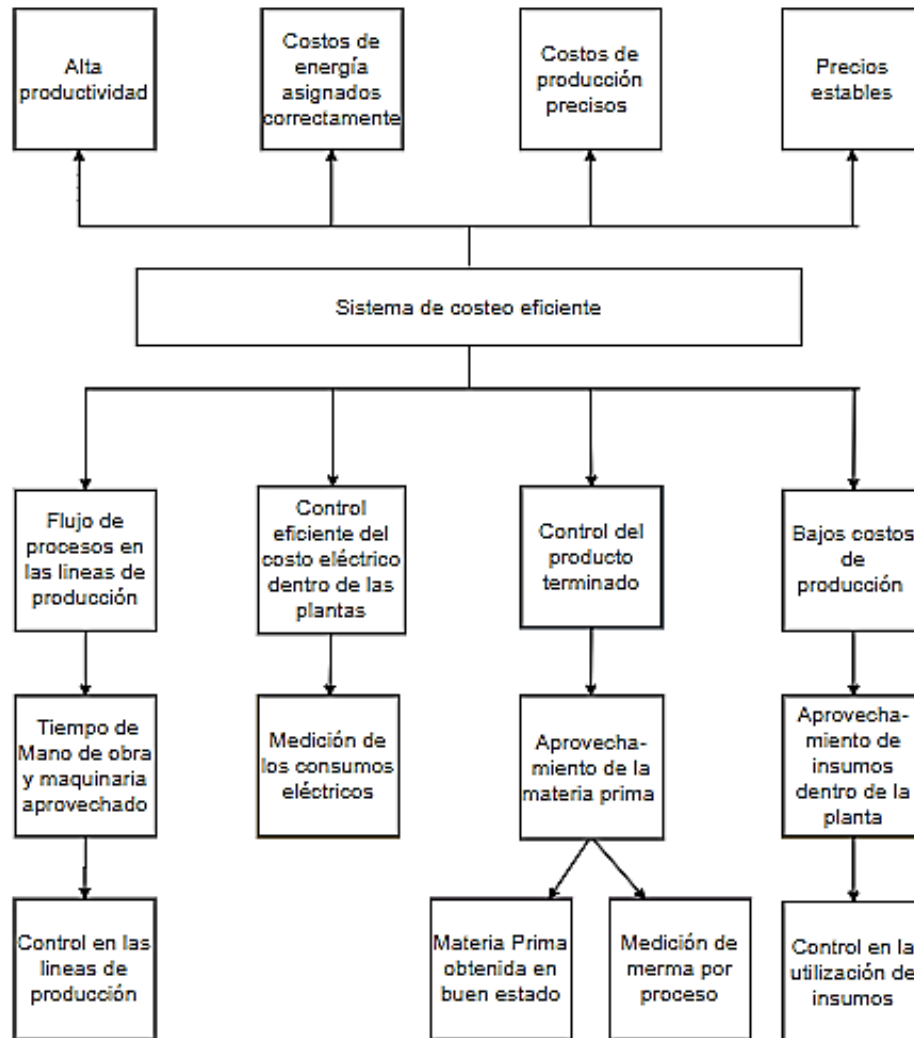 Alta
productividad
Costos de
energía
asignados
correctamente
Costos de
producción
precisos
Precios
estables
Sistema de costeo eficiente
Flujo de
procesos en
las lineas de
producción
Control
eficiente del
costo eléctrico
dentro de las
plantas
Control del
producto
terminado
Bajos costos
de
producción
Tiempo de
Mano de obra
y maquinaria
aprovechado
Medición de
los consumos
eléctricos
Aprovecha-
miento de la
materia prima
Aprovecha-
miento de
insumos
dentro de la
planta
Control en las
lineas de
producción
Materia Prima
obtenida en
buen estado
Medición de
merma por
proceso
Control en la
utilización de
insumos